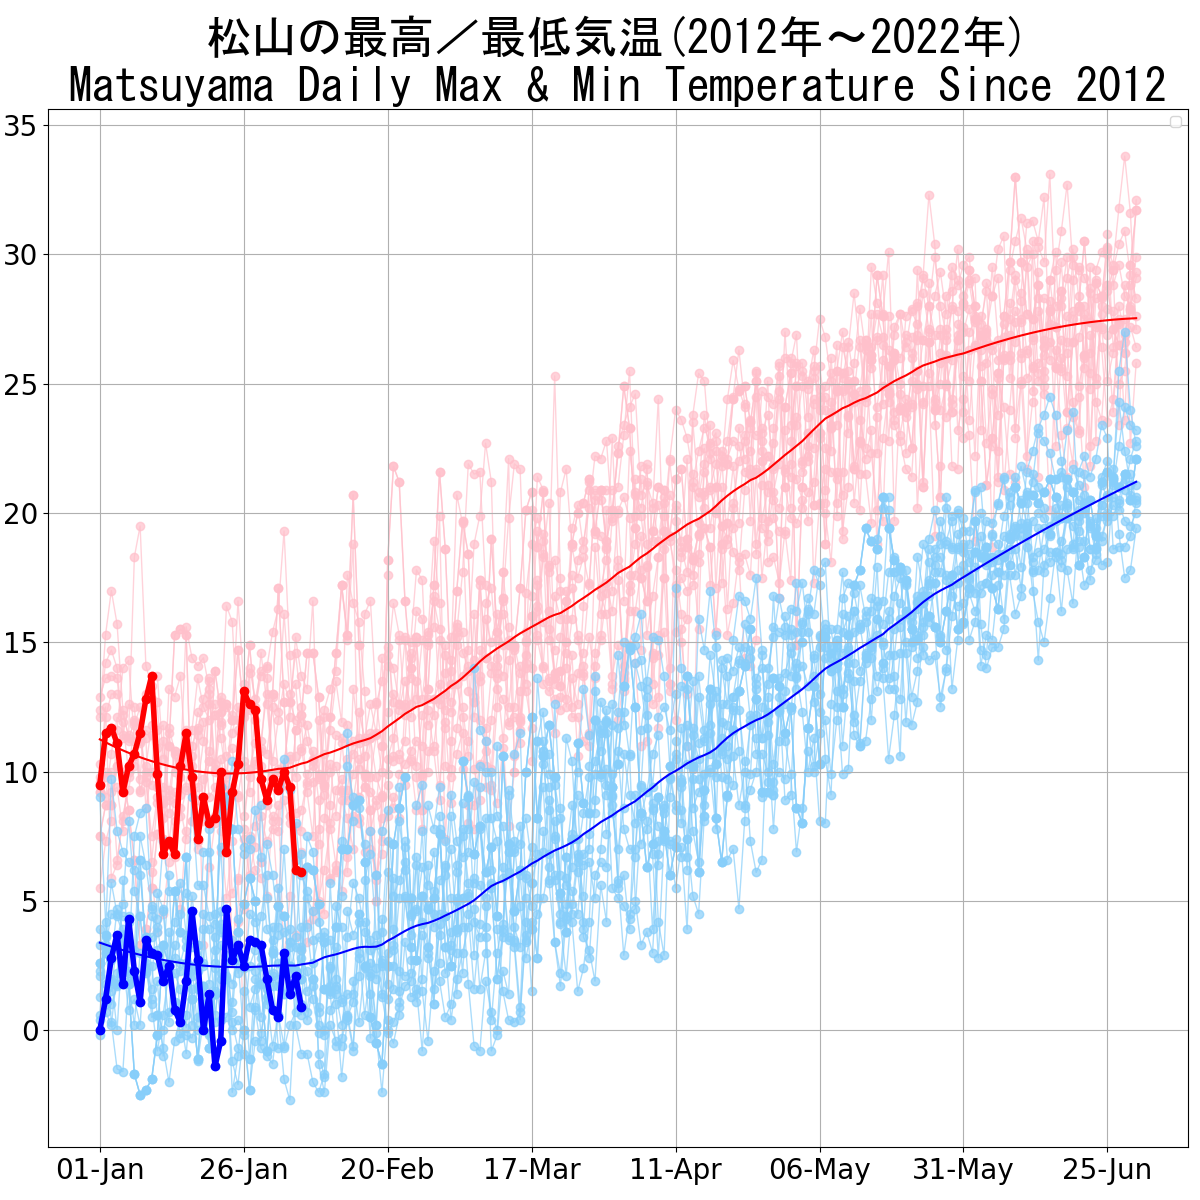 松山の最高／最低気温(2012年〜2022年)
Matsuyama Daily Max & Min Temperature Since 2012
35
30
25
20
15
10
5
0
01-Jan 26-Jan 20-Feb 17-Mar 11-Apr 06-May 31-May 25-Jun